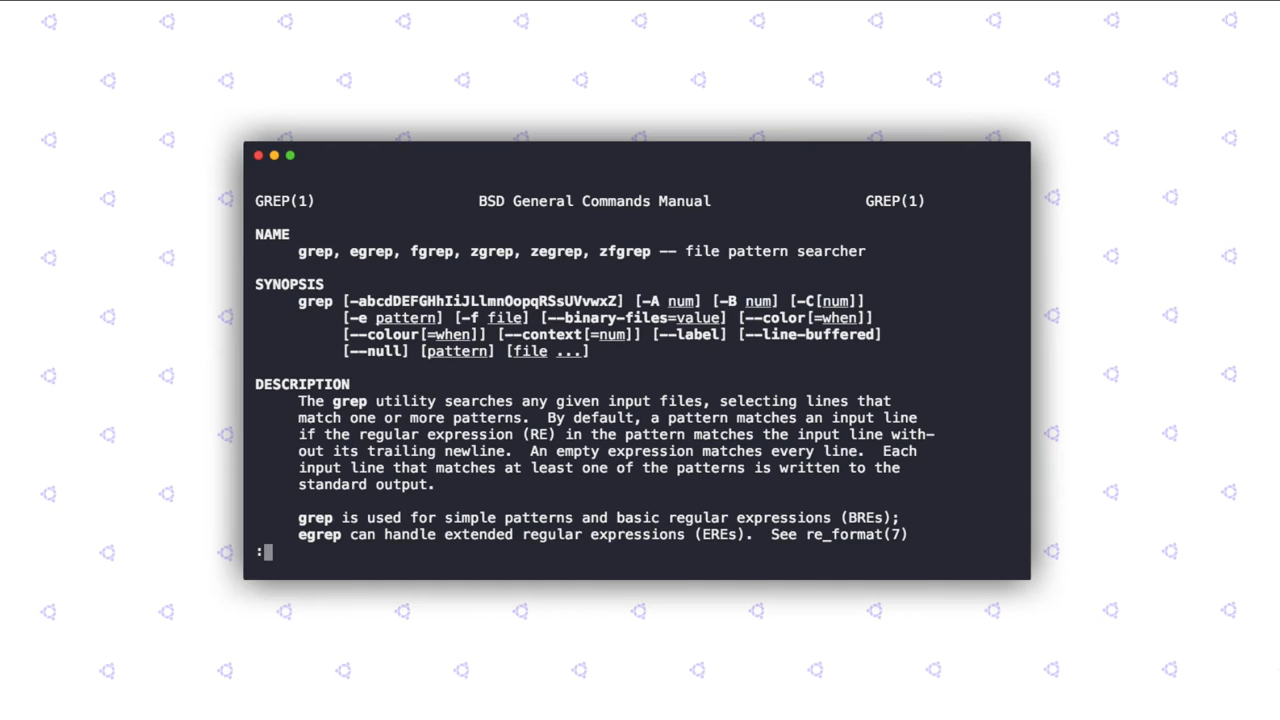 GREP(1) BSD General Commands Manual GREP(1)
NAME
grep, egrep, fgrep, zgrep, zegrep, zfgrep -- file pattern searcher
SYNOPSIS
grep [-abcdDEFGHhIiJLlmnOopqRSsUVvwxZ] [-A num] [-B num] [-C[num]]
[-e pattern] [-f file] [--binary-files=value] [--color[=when]]
[--colour[=when]] [--context[=num]] [--label] [--line-buffered]
[--null] [pattern] [file ...]
DESCRIPTION
The grep utility searches any given input files, selecting lines that
match one or more patterns.  By default, a pattern matches an input line
if the regular expression (RE) in the pattern matches the input line with-
out its trailing newline.  An empty expression matches every line.  Each
input line that matches at least one of the patterns is written to the
standard output.
grep is used for simple patterns and basic regular expressions (BREs);
egrep can handle extended regular expressions (EREs).  See re_format(7)
: